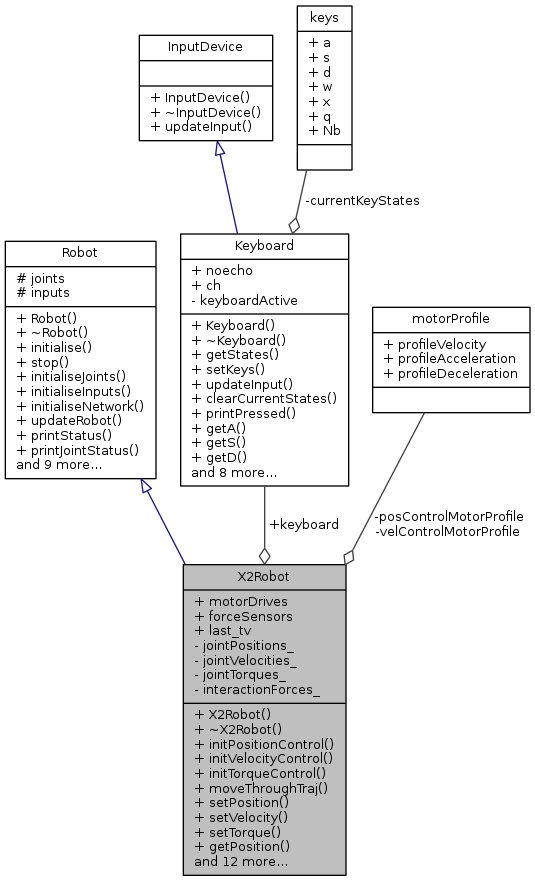 keys
+ a
+ s
+ d
+ w
+ x
+ q
+ Nb
InputDevice
+ InputDevice()
+ ~InputDevice()
+ updateInput()
-currentKeyStates
Keyboard
+ noecho
+ ch
- keyboardActive
+ Keyboard()
+ ~Keyboard()
+ getStates()
+ setKeys()
+ updateInput()
+ clearCurrentStates()
+ printPressed()
+ getA()
+ getS()
+ getD()
and 8 more...
Robot
# joints
# inputs
+ Robot()
+ ~Robot()
+ initialise()
+ stop()
+ initialiseJoints()
+ initialiseInputs()
+ initialiseNetwork()
+ updateRobot()
+ printStatus()
+ printJointStatus()
and 9 more...
motorProfile
+ profileVelocity
+ profileAcceleration
+ profileDeceleration
+keyboard
-posControlMotorProfile
-velControlMotorProfile
X2Robot
+ motorDrives
+ forceSensors
+ last_tv
- jointPositions_
- jointVelocities_
- jointTorques_
- interactionForces_
+ X2Robot()
+ ~X2Robot()
+ initPositionControl()
+ initVelocityControl()
+ initTorqueControl()
+ moveThroughTraj()
+ setPosition()
+ setVelocity()
+ setTorque()
+ getPosition()
and 12 more...